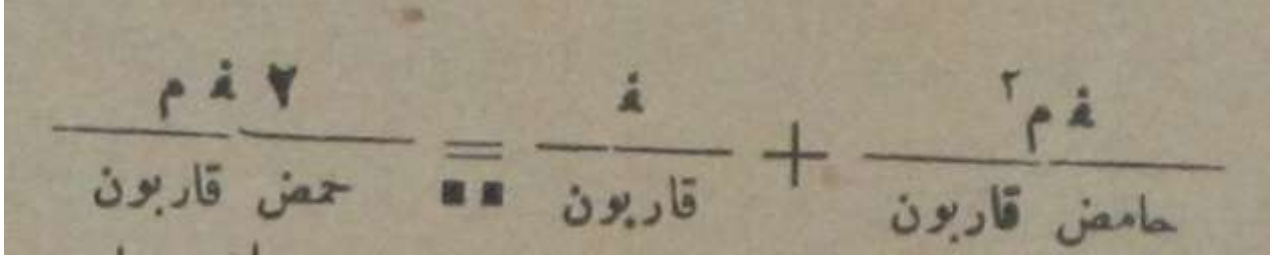 ف م٢ + ف = ٢ ف م
حامض قاربون قاربون حمض قاربون